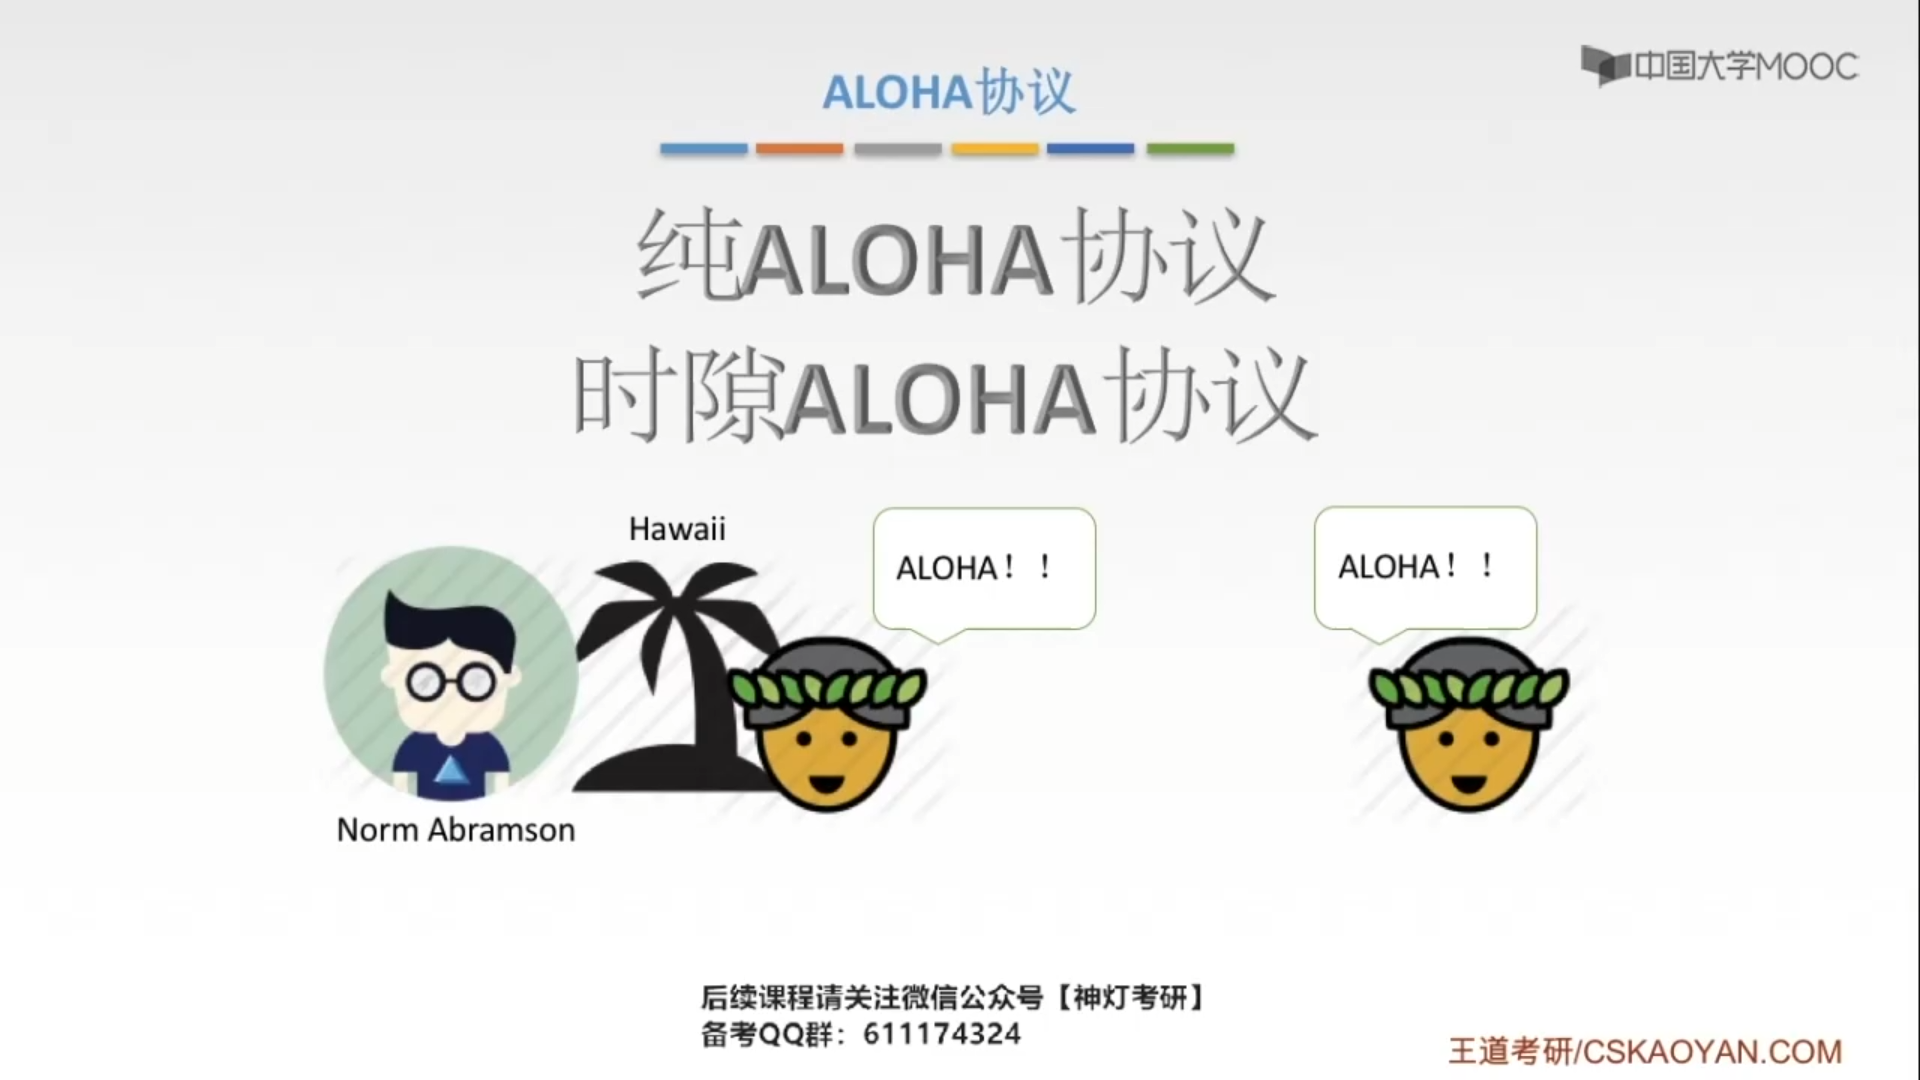 中国大学MOOC
ALOHA协议
纯ALOHA协议
时隙ALOHA协议
Hawaii
ALOHA！！
ALOHA！！
Norm Abramson
后续课程请关注微信公众号【神灯考研】
备考QQ群：611174324
王道考研/CSKAOYAN.COM